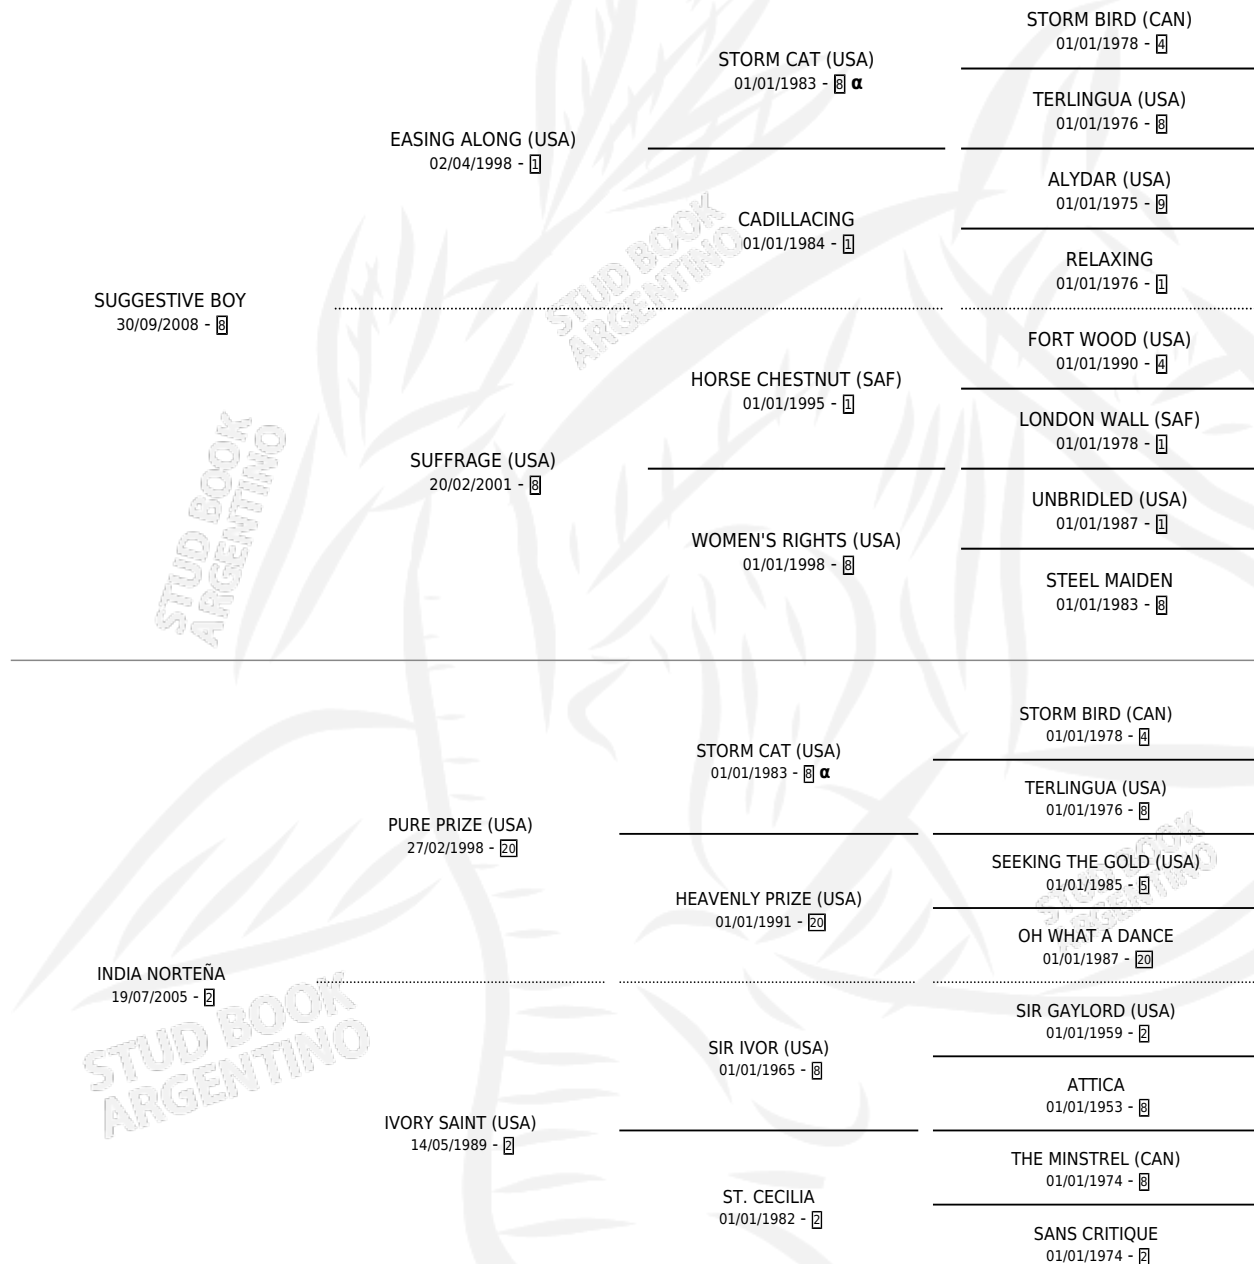 STORM BIRD (CAN)
01/01/1978 - 4
STORM CAT (USA)
01/01/1983 - 8 α
TERLINGUA (USA)
01/01/1976 - 8
EASING ALONG (USA)
02/04/1998 - 1
ALYDAR (USA)
01/01/1975 - 9
CADILLACING
01/01/1984 - 1
RELAXING
01/01/1976 - 1
SUGGESTIVE BOY
30/09/2008 - 8
FORT WOOD (USA)
01/01/1990 - 4
HORSE CHESTNUT (SAF)
01/01/1995 - 1
LONDON WALL (SAF)
01/01/1978 - 1
SUFFRAGE (USA)
20/02/2001 - 8
UNBRIDLED (USA)
01/01/1987 - 1
WOMEN'S RIGHTS (USA)
01/01/1998 - 8
STEEL MAIDEN
01/01/1983 - 8
STORM BIRD (CAN)
01/01/1978 - 4
STORM CAT (USA)
01/01/1983 - 8 α
TERLINGUA (USA)
01/01/1976 - 8
PURE PRIZE (USA)
27/02/1998 - 20
SEEKING THE GOLD (USA)
01/01/1985 - 5
HEAVENLY PRIZE (USA)
01/01/1991 - 20
OH WHAT A DANCE
01/01/1987 - 20
INDIA NORTEÑA
19/07/2005 - 2
SIR GAYLORD (USA)
01/01/1959 - 2
SIR IVOR (USA)
01/01/1965 - 8
ATTICA
01/01/1953 - 8
IVORY SAINT (USA)
14/05/1989 - 2
THE MINSTREL (CAN)
01/01/1974 - 8
ST. CECILIA
01/01/1982 - 2
SANS CRITIQUE
01/01/1974 - 2
STUD BOOK
ARGENTINO
STUD BOOK
ARGENTINO
STUD BOOK
ARGENTINO
STUD BOOK
ARGENTINO